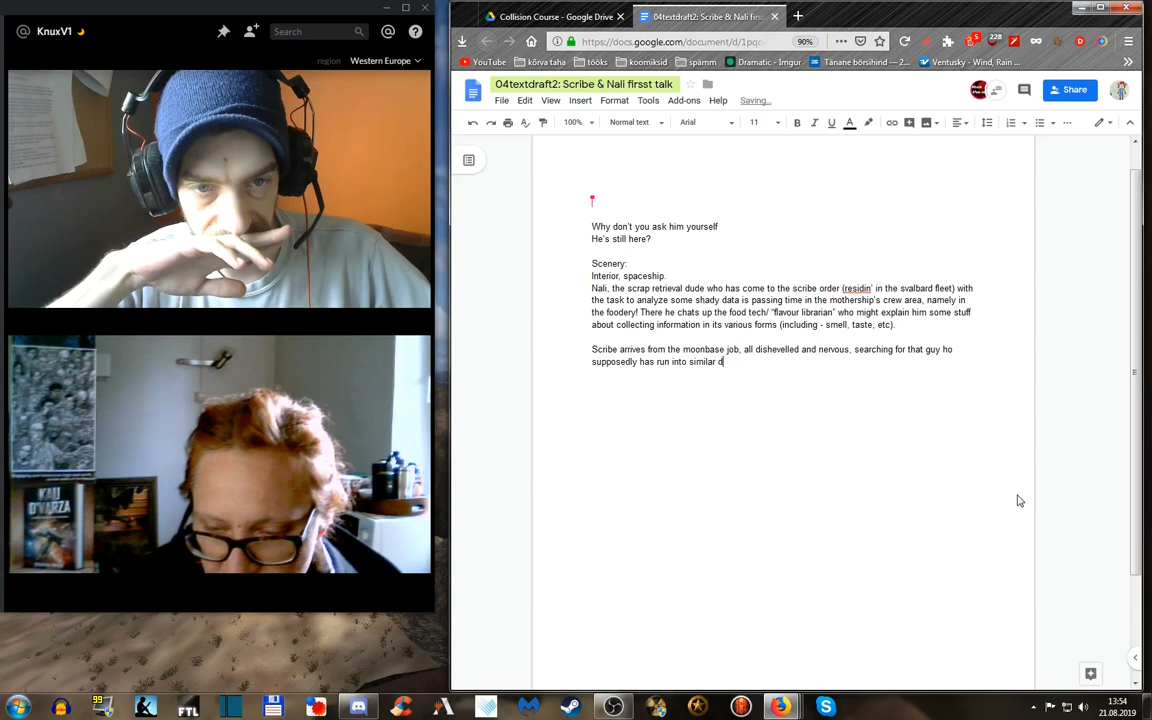 KnuxV1
Search
region Western Europe
KALI
D'VARZA
Collision Course - Google Drive
04textdraft2: Scribe & Nali firss
https://docs.google.com/document/d/1pqo
90%
5
228
YouTube kõrva taha tööks koomiksid spämm Dramatic - Imgur Tänane börsihind — 2... Ventusky - Wind, Rain ...
04textdraft2: Scribe & Nali firsst talk
File Edit View Insert Format Tools Add-ons Help Saving...
Share
100% Normal text Arial 11 B I U A
Why don't you ask him yourself
He's still here?
Scenery:
Interior, spaceship.
Nali, the scrap retrieval dude who has come to the scribe order (residin' in the svalbard fleet) with
the task to analyze some shady data is passing time in the mothership's crew area, namely in
the foodery! There he chats up the food tech/ “flavour librarian” who might explain him some stuff
about collecting information in its various forms (including - smell, taste, etc).
Scribe arrives from the moonbase job, all dishevelled and nervous, searching for that guy ho
supposedly has run into similar d
99
FTL
13:54
21.08.2019